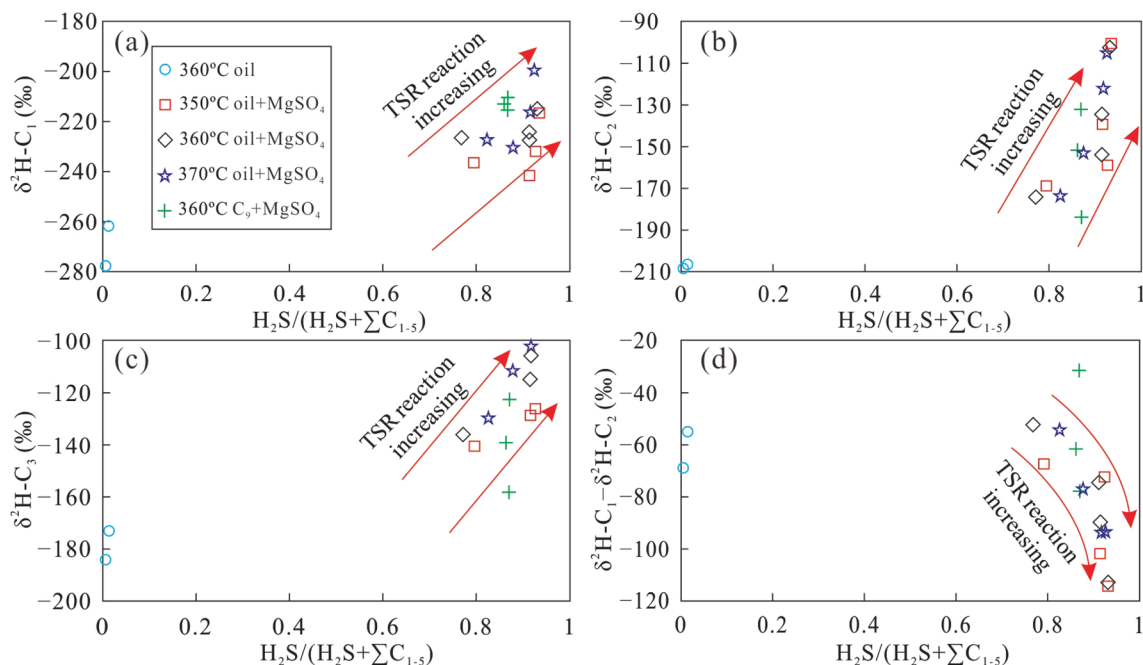 (a)
δ²H-C₁ (‰)
−180
−200
−220
−240
−260
−280
360ºC oil
350ºC oil+MgSO₄
360ºC oil+MgSO₄
370ºC oil+MgSO₄
360ºC C₉+MgSO₄
TSR reaction
increasing
0
0.2
0.4
0.6
0.8
1
H₂S/(H₂S+∑C₁₋₅)
(b)
δ²H-C₂ (‰)
−90
−110
−130
−150
−170
−190
−210
TSR reaction
increasing
0
0.2
0.4
0.6
0.8
1
H₂S/(H₂S+∑C₁₋₅)
(c)
δ²H-C₃ (‰)
−100
−120
−140
−160
−180
−200
TSR reaction
increasing
0
0.2
0.4
0.6
0.8
1
H₂S/(H₂S+∑C₁₋₅)
(d)
δ²H-C₁−δ²H-C₂ (‰)
−20
−40
−60
−80
−100
−120
TSR reaction
increasing
0
0.2
0.4
0.6
0.8
1
H₂S/(H₂S+∑C₁₋₅)